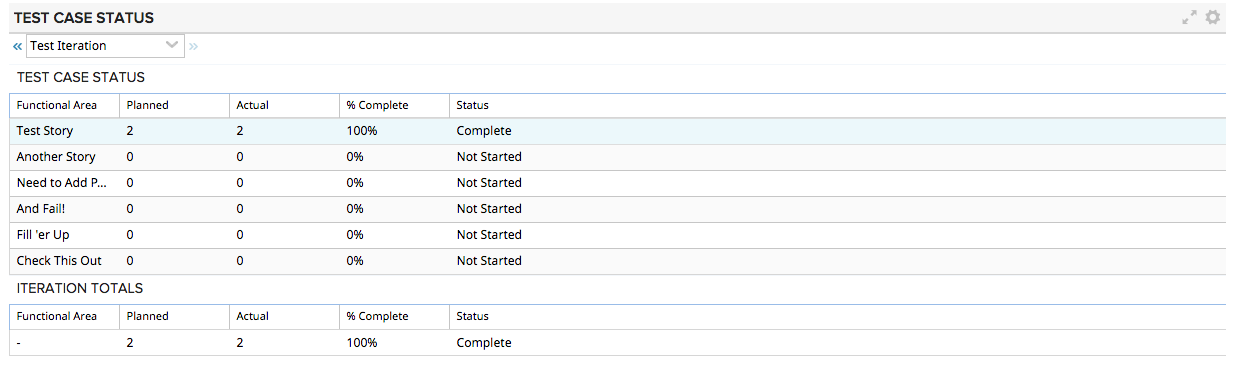 TEST CASE STATUS
« Test Iteration »
TEST CASE STATUS
Functional Area Planned Actual % Complete Status
Test Story 2 2 100% Complete
Another Story 0 0 0% Not Started
Need to Add P... 0 0 0% Not Started
And Fail! 0 0 0% Not Started
Fill 'er Up 0 0 0% Not Started
Check This Out 0 0 0% Not Started
ITERATION TOTALS
Functional Area Planned Actual % Complete Status
- 2 2 100% Complete